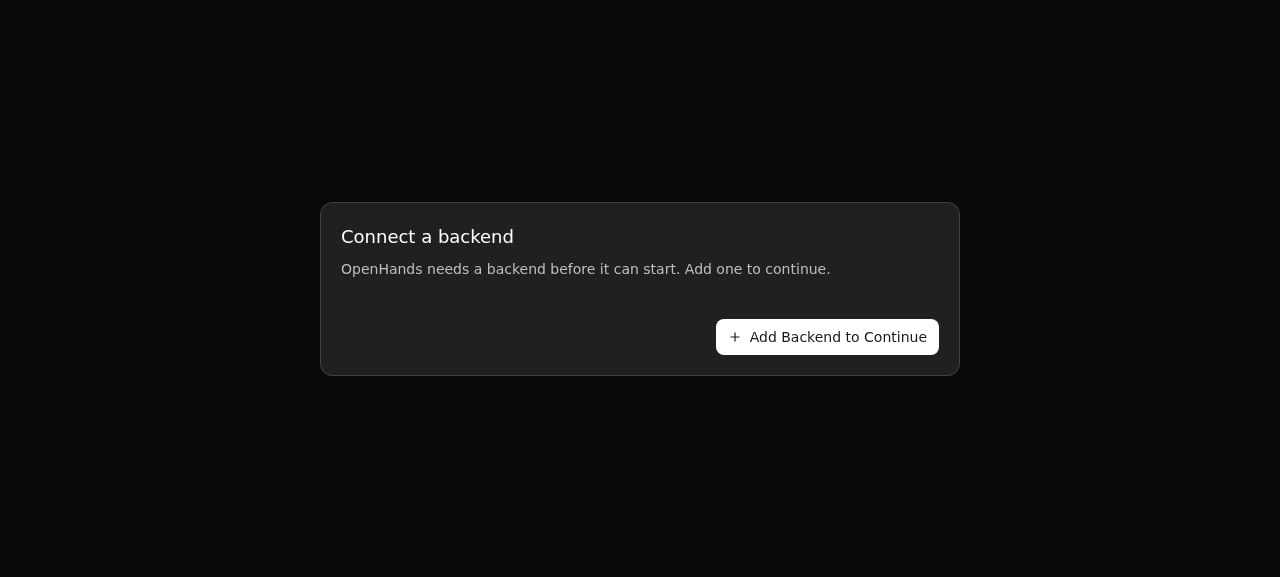 Connect a backend
OpenHands needs a backend before it can start. Add one to continue.
Add Backend to Continue